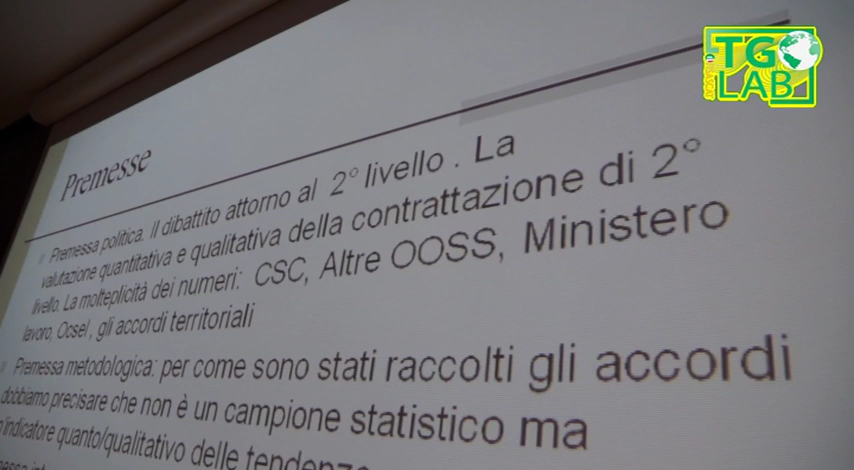 TG
LAB
Premesse
Premessa politica. Il dibattito attorno al 2° livello . La
valutazione quantitativa e qualitativa della contrattazione di 2°
livello. La molteplicità dei numeri: CSC, Altre OOSS, Ministero
lavoro, Ocsel , gli accordi territoriali
Premessa metodologica: per come sono stati raccolti gli accordi
dobbiamo precisare che non è un campione statistico ma
indicatore quanto/qualitativo delle tendenze